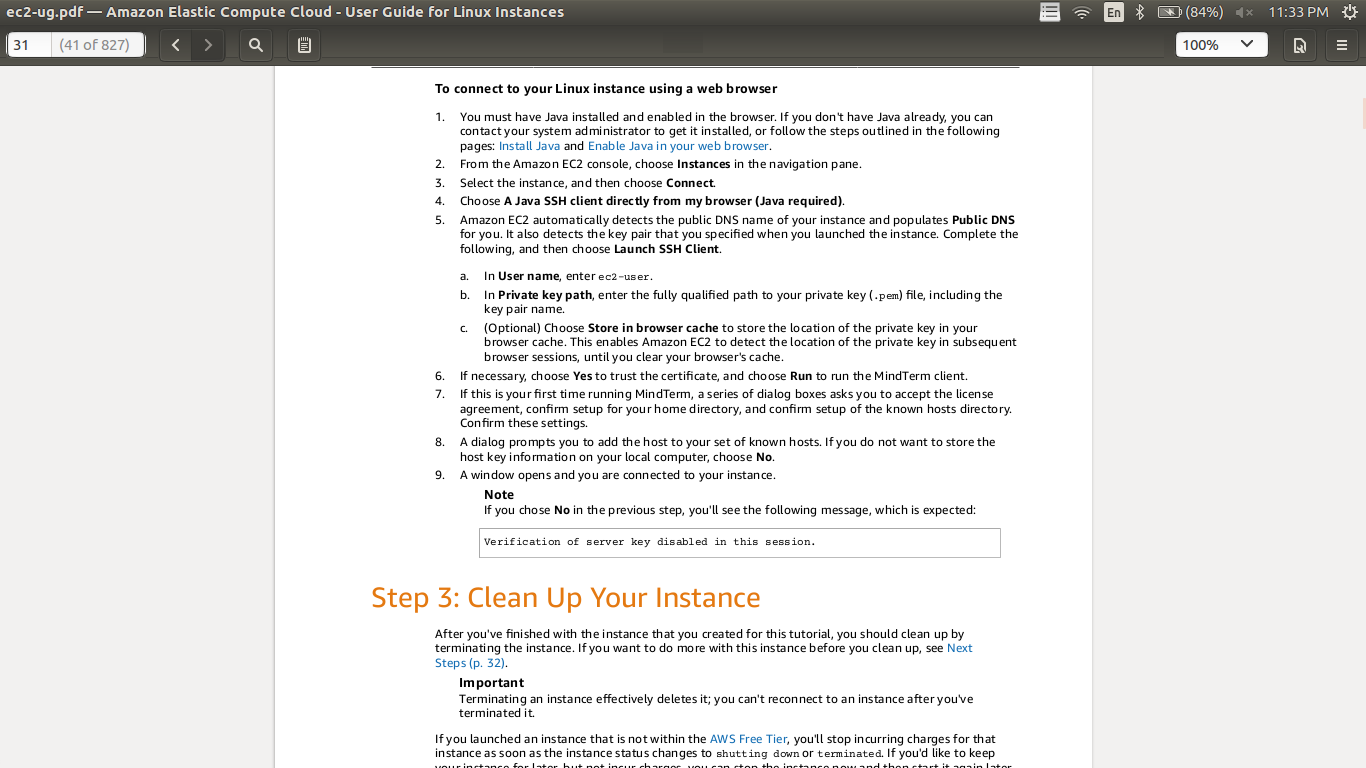 ec2-ug.pdf — Amazon Elastic Compute Cloud - User Guide for Linux Instances
En
(84%)
11:33 PM
31
(41 of 827)
100%
To connect to your Linux instance using a web browser
1. You must have Java installed and enabled in the browser. If you don't have Java already, you can
contact your system administrator to get it installed, or follow the steps outlined in the following
pages: Install Java and Enable Java in your web browser.
2. From the Amazon EC2 console, choose Instances in the navigation pane.
3. Select the instance, and then choose Connect.
4. Choose A Java SSH client directly from my browser (Java required).
5. Amazon EC2 automatically detects the public DNS name of your instance and populates Public DNS
for you. It also detects the key pair that you specified when you launched the instance. Complete the
following, and then choose Launch SSH Client.
a. In User name, enter ec2-user.
b. In Private key path, enter the fully qualified path to your private key (.pem) file, including the
key pair name.
c. (Optional) Choose Store in browser cache to store the location of the private key in your
browser cache. This enables Amazon EC2 to detect the location of the private key in subsequent
browser sessions, until you clear your browser's cache.
6. If necessary, choose Yes to trust the certificate, and choose Run to run the MindTerm client.
7. If this is your first time running MindTerm, a series of dialog boxes asks you to accept the license
agreement, confirm setup for your home directory, and confirm setup of the known hosts directory.
Confirm these settings.
8. A dialog prompts you to add the host to your set of known hosts. If you do not want to store the
host key information on your local computer, choose No.
9. A window opens and you are connected to your instance.
Note
If you chose No in the previous step, you'll see the following message, which is expected:
Verification of server key disabled in this session.
Step 3: Clean Up Your Instance
After you've finished with the instance that you created for this tutorial, you should clean up by
terminating the instance. If you want to do more with this instance before you clean up, see Next
Steps (p. 32).
Important
Terminating an instance effectively deletes it; you can't reconnect to an instance after you've
terminated it.
If you launched an instance that is not within the AWS Free Tier, you'll stop incurring charges for that
instance as soon as the instance status changes to shutting down or terminated. If you'd like to keep
your instance for later, but not incur charges, you can stop the instance now and then start it again later.